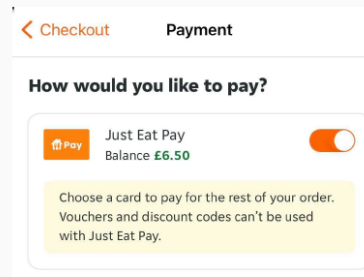 Checkout
Payment
How would you like to pay?
Pay
Just Eat Pay
Balance £6.50
Choose a card to pay for the rest of your order.
Vouchers and discount codes can't be used
with Just Eat Pay.